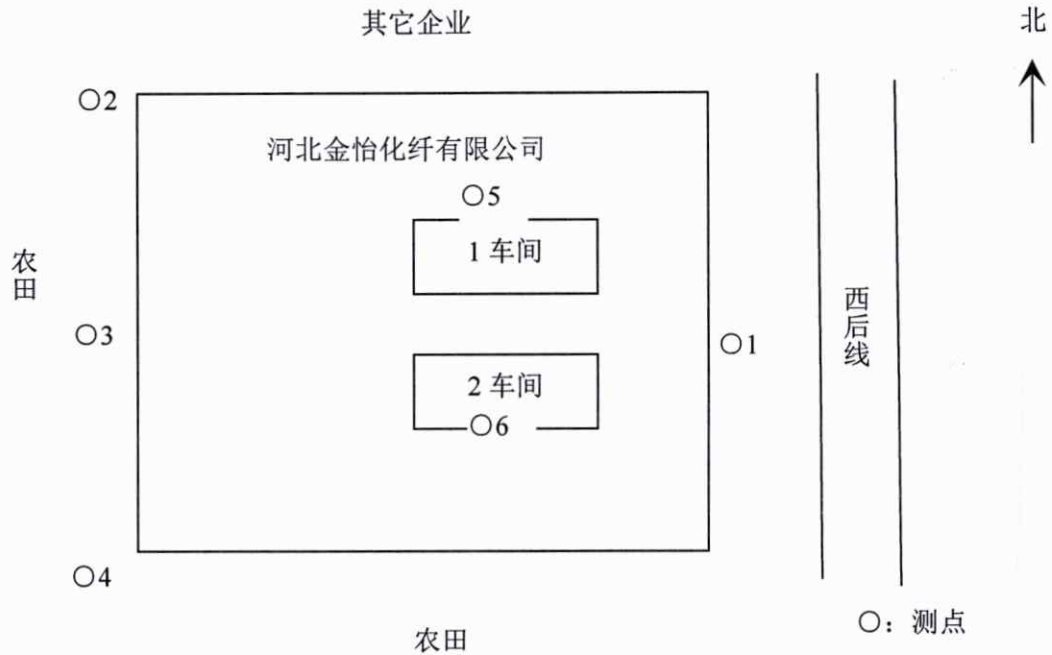 其它企业
北
○2
河北金怡化纤有限公司
○5
1 车间
农田
西后线
○3
○1
2 车间
○6
○4
农田
○：测点